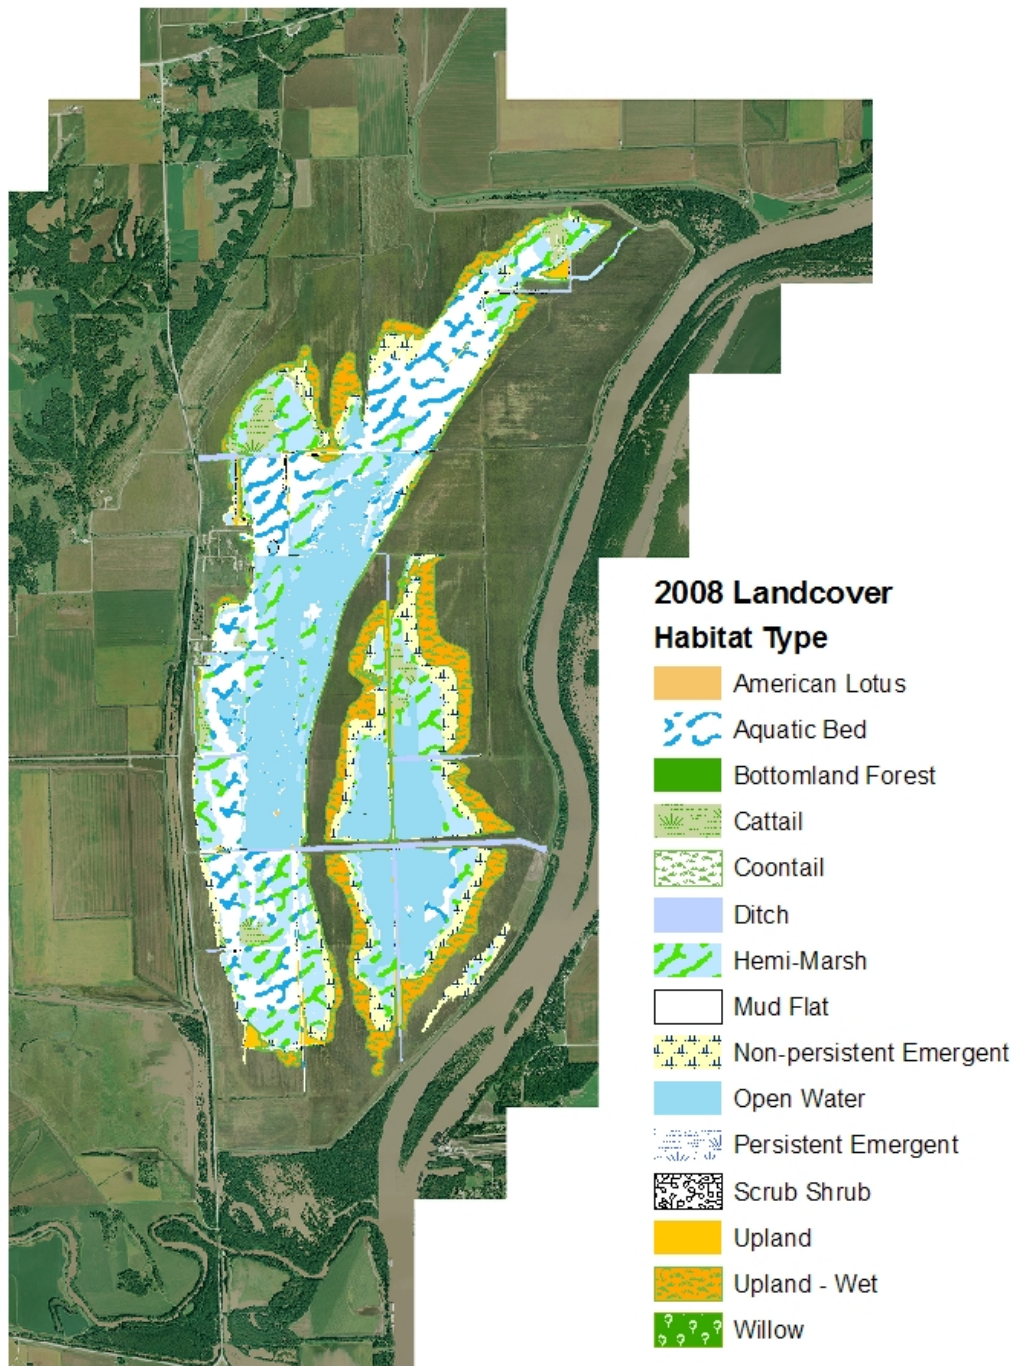 2008 Landcover
Habitat Type
American Lotus
Aquatic Bed
Bottomland Forest
Cattail
Coontail
Ditch
Hemi-Marsh
Mud Flat
Non-persistent Emergent
Open Water
Persistent Emergent
Scrub Shrub
Upland
Upland - Wet
Willow